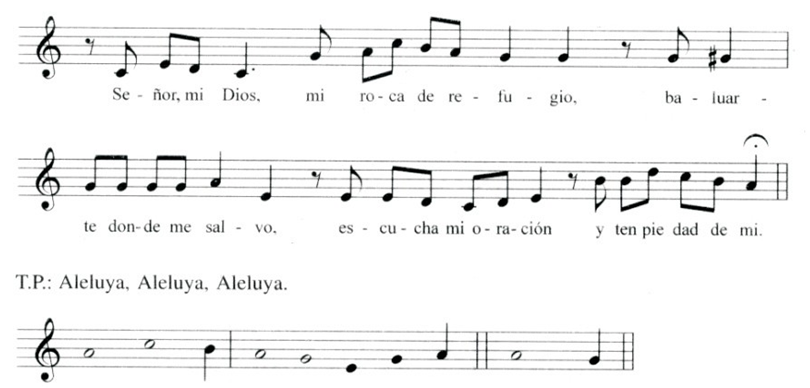 Se - ñor, mi Dios, mi ro - ca de re - fu - gio, ba - luar -
te don - de me sal - vo, es - cu - cha mi o - ra - ción y ten pie dad de mi.
T.P.: Aleluya, Aleluya, Aleluya.